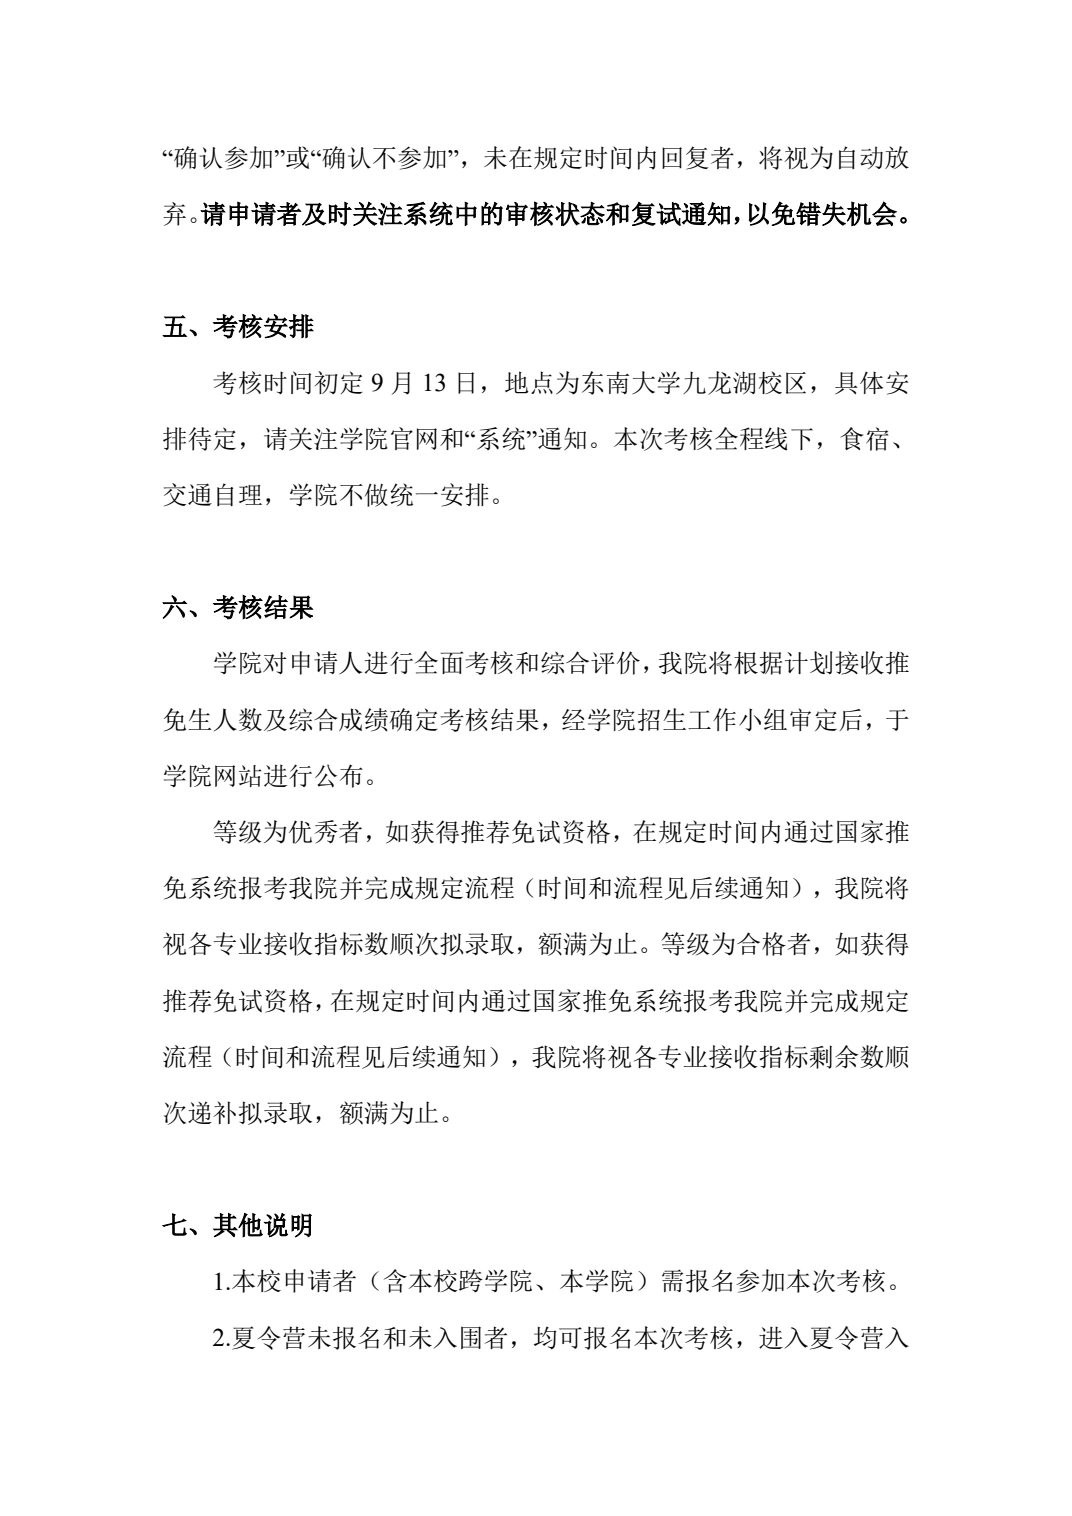 “确认参加”或“确认不参加”，未在规定时间内回复者，将视为自动放
弃。请申请者及时关注系统中的审核状态和复试通知，以免错失机会。
五、考核安排
考核时间初定 9 月 13 日，地点为东南大学九龙湖校区，具体安
排待定，请关注学院官网和“系统”通知。本次考核全程线下，食宿、
交通自理，学院不做统一安排。
六、考核结果
学院对申请人进行全面考核和综合评价，我院将根据计划接收推
免生人数及综合成绩确定考核结果，经学院招生工作小组审定后，于
学院网站进行公布。
等级为优秀者，如获得推荐免试资格，在规定时间内通过国家推
免系统报考我院并完成规定流程（时间和流程见后续通知），我院将
视各专业接收指标数顺次拟录取，额满为止。等级为合格者，如获得
推荐免试资格，在规定时间内通过国家推免系统报考我院并完成规定
流程（时间和流程见后续通知），我院将视各专业接收指标剩余数顺
次递补拟录取，额满为止。
七、其他说明
1.本校申请者（含本校跨学院、本学院）需报名参加本次考核。
2.夏令营未报名和未入围者，均可报名本次考核，进入夏令营入